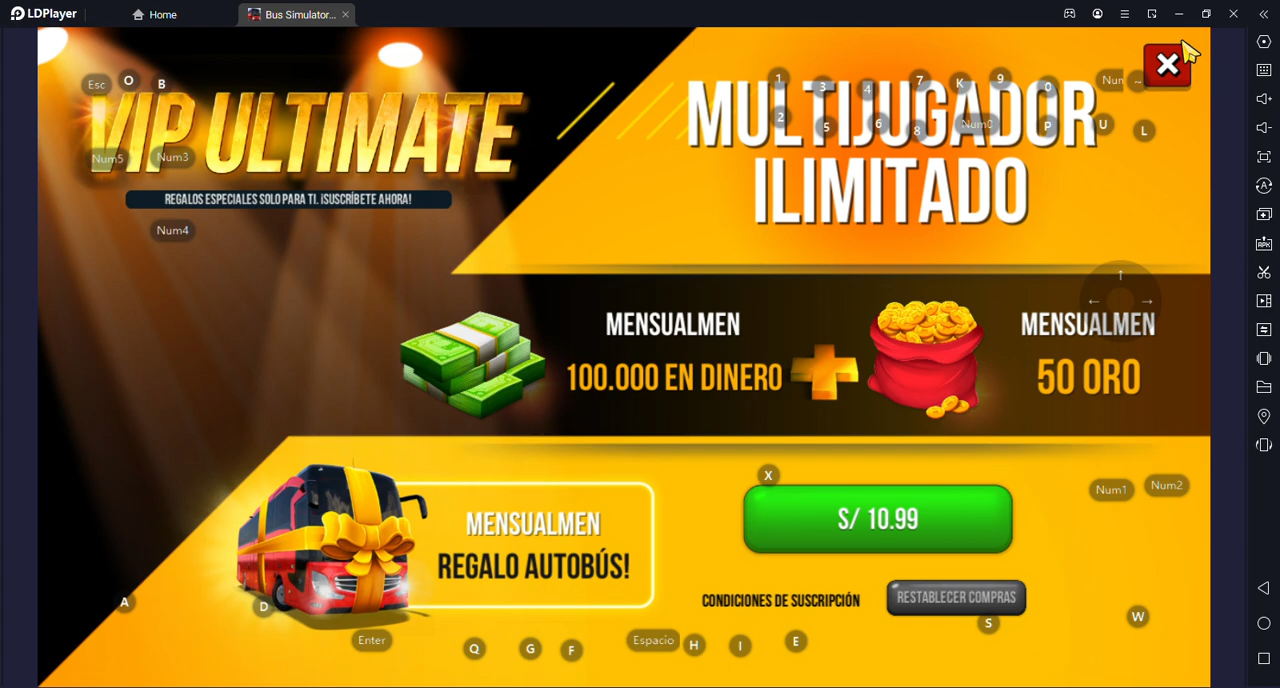 LDPlayer
Home
Bus Simulator...
Esc
O
B
VIP ULTIMATE
Num5
Num3
REGALOS ESPECIALES SOLO PARA TI. ¡SUSCRÍBETE AHORA!
Num4
1
3
4
7
K
9
0
Num
~
MULTIJUGADOR
2
5
6
8
Num0
P
U
L
ILIMITADO
MENSUALMEN
100.000 EN DINERO
MENSUALMEN
50 ORO
X
Num1
Num2
S/ 10.99
MENSUALMEN
REGALO AUTOBÚS!
CONDICIONES DE SUSCRIPCIÓN
RESTABLECER COMPRAS
A
D
S
W
Enter
Q
G
F
Espacio
H
I
E